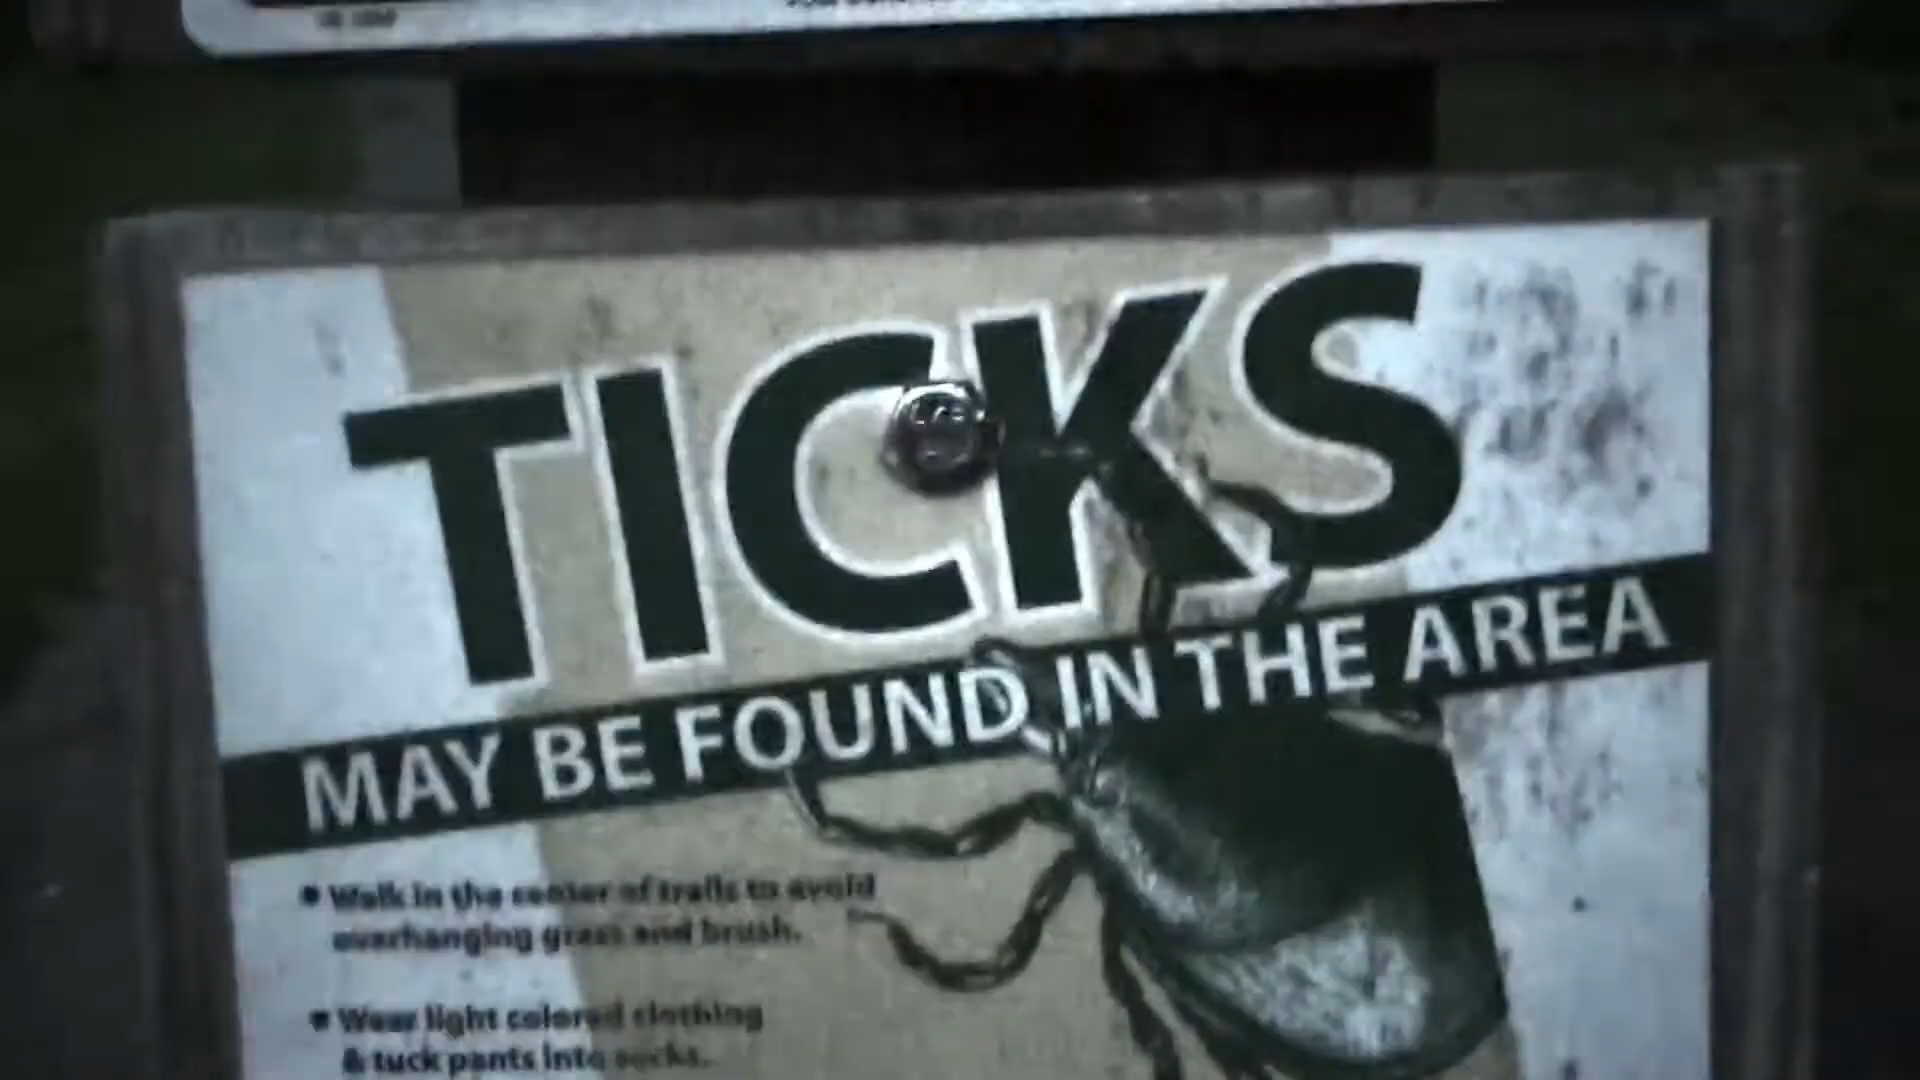 TICKS
MAY BE FOUND IN THE AREA
• Walk in the center of trails to avoid
overhanging grass and brush.
• Wear light colored clothing
& tuck pants into socks.